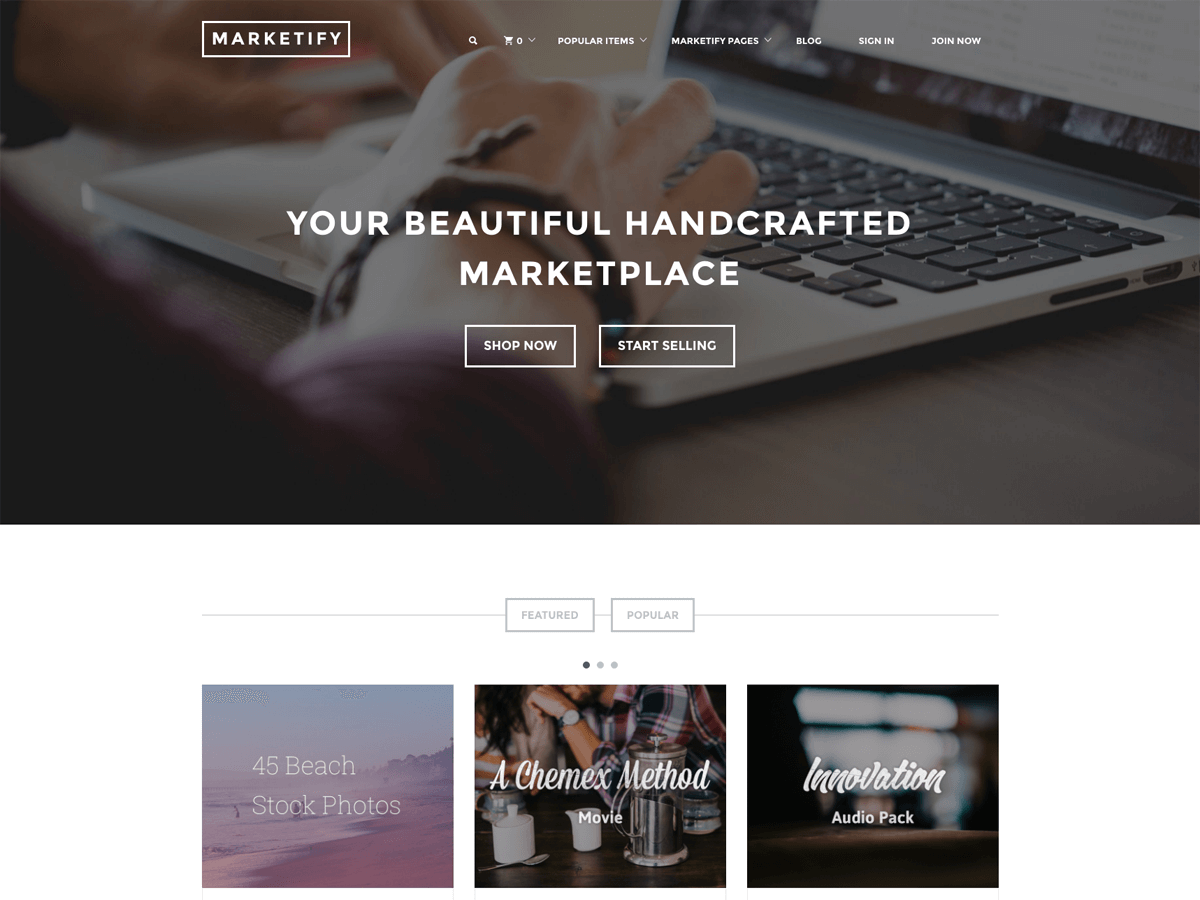 MARKETIFY
0
POPULAR ITEMS
MARKETIFY PAGES
BLOG
SIGN IN
JOIN NOW
YOUR BEAUTIFUL HANDCRAFTED
MARKETPLACE
SHOP NOW
START SELLING
FEATURED
POPULAR
45 Beach
Stock Photos
A Chemex Method
Movie
Innovation
Audio Pack